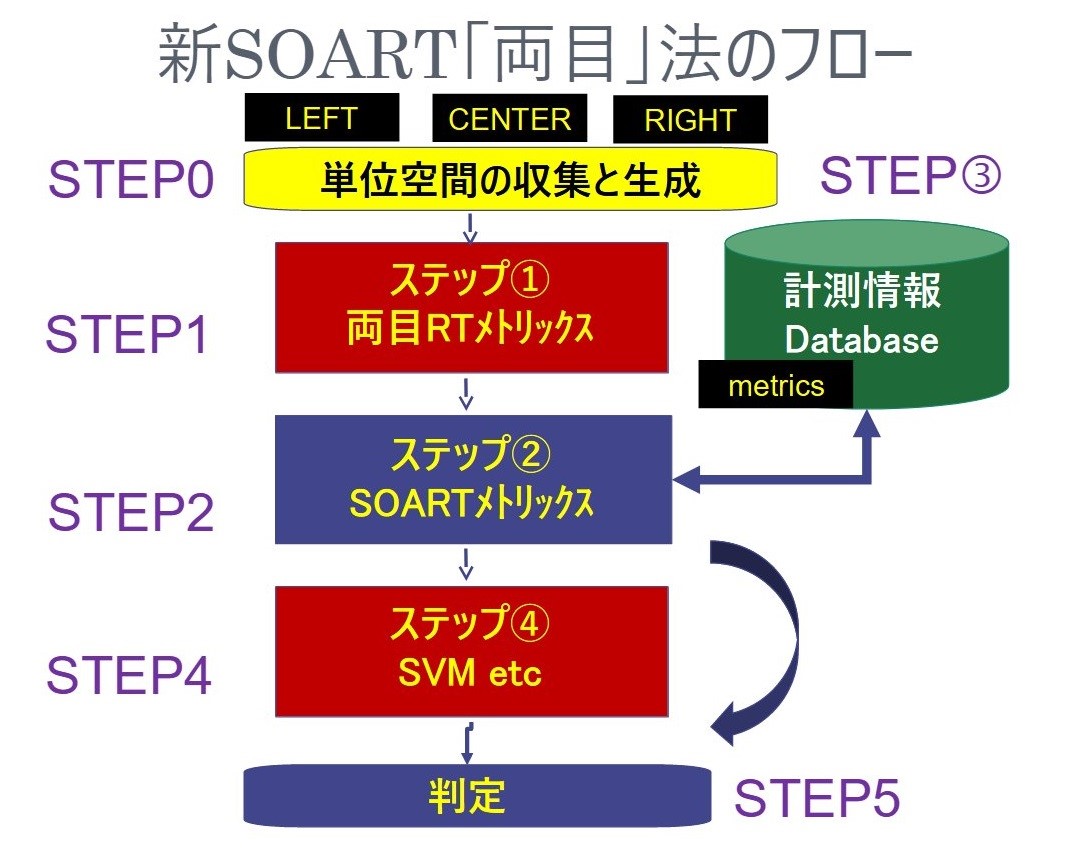 新SOART「両目」法のフロー
LEFT
CENTER
RIGHT
STEP0
単位空間の収集と生成
STEP③
ステップ①
両目RTメトリックス
STEP1
計測情報
Database
metrics
ステップ②
SOARTメトリックス
STEP2
ステップ④
SVM etc
STEP4
判定
STEP5